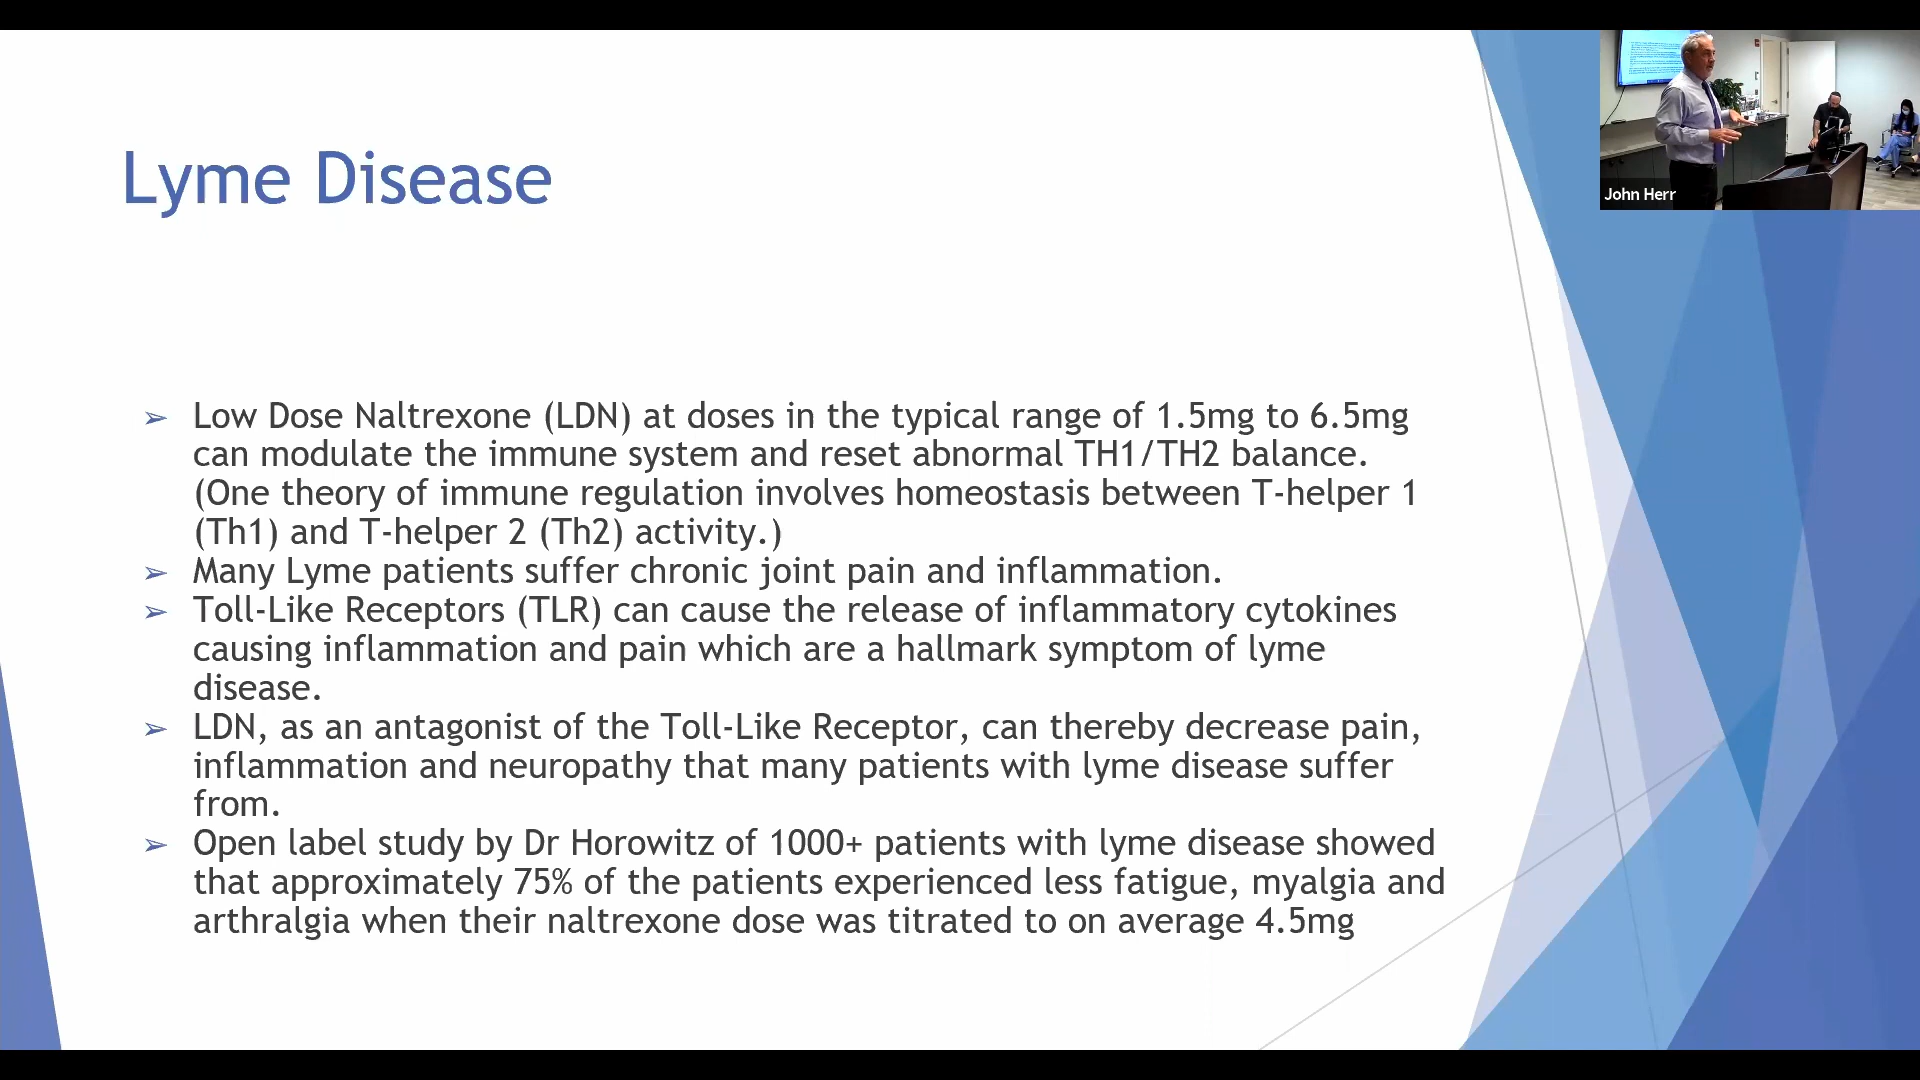 John Herr
Lyme Disease
➢ Low Dose Naltrexone (LDN) at doses in the typical range of 1.5mg to 6.5mg
can modulate the immune system and reset abnormal TH1/TH2 balance.
(One theory of immune regulation involves homeostasis between T-helper 1
(Th1) and T-helper 2 (Th2) activity.)
➢ Many Lyme patients suffer chronic joint pain and inflammation.
➢ Toll-Like Receptors (TLR) can cause the release of inflammatory cytokines
causing inflammation and pain which are a hallmark symptom of lyme
disease.
➢ LDN, as an antagonist of the Toll-Like Receptor, can thereby decrease pain,
inflammation and neuropathy that many patients with lyme disease suffer
from.
➢ Open label study by Dr Horowitz of 1000+ patients with lyme disease showed
that approximately 75% of the patients experienced less fatigue, myalgia and
arthralgia when their naltrexone dose was titrated to on average 4.5mg